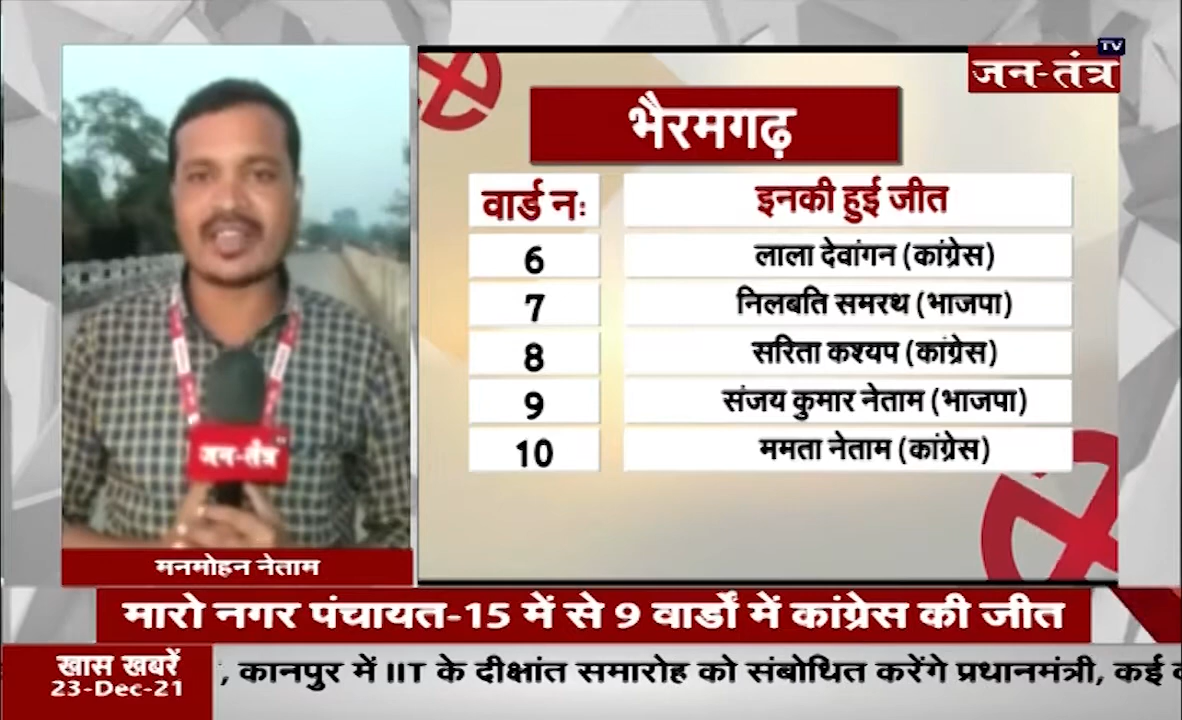 TV
जन-तंत्र
भैरमगढ़
वार्ड नः इनकी हुई जीत
6 लाला देवांगन (कांग्रेस)
7 निलबति समरथ (भाजपा)
8 सरिता कश्यप (कांग्रेस)
9 संजय कुमार नेताम (भाजपा)
10 ममता नेताम (कांग्रेस)
जन-तंत्र
मनमोहन नेताम
मारो नगर पंचायत-15 में से 9 वार्डों में कांग्रेस की जीत
खास खबरें
23-Dec-21
, कानपुर में IIT के दीक्षांत समारोह को संबोधित करेंगे प्रधानमंत्री, कई